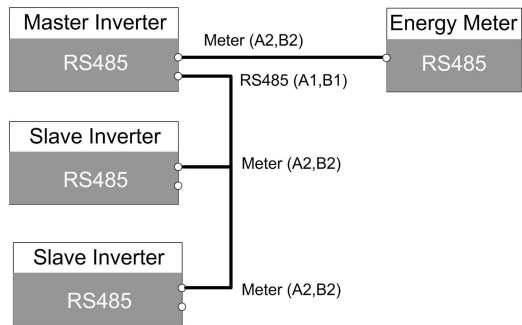 Master Inverter
RS485
Meter (A2,B2)
Energy Meter
RS485
RS485 (A1,B1)
Slave Inverter
RS485
Meter (A2,B2)
Slave Inverter
RS485
Meter (A2,B2)